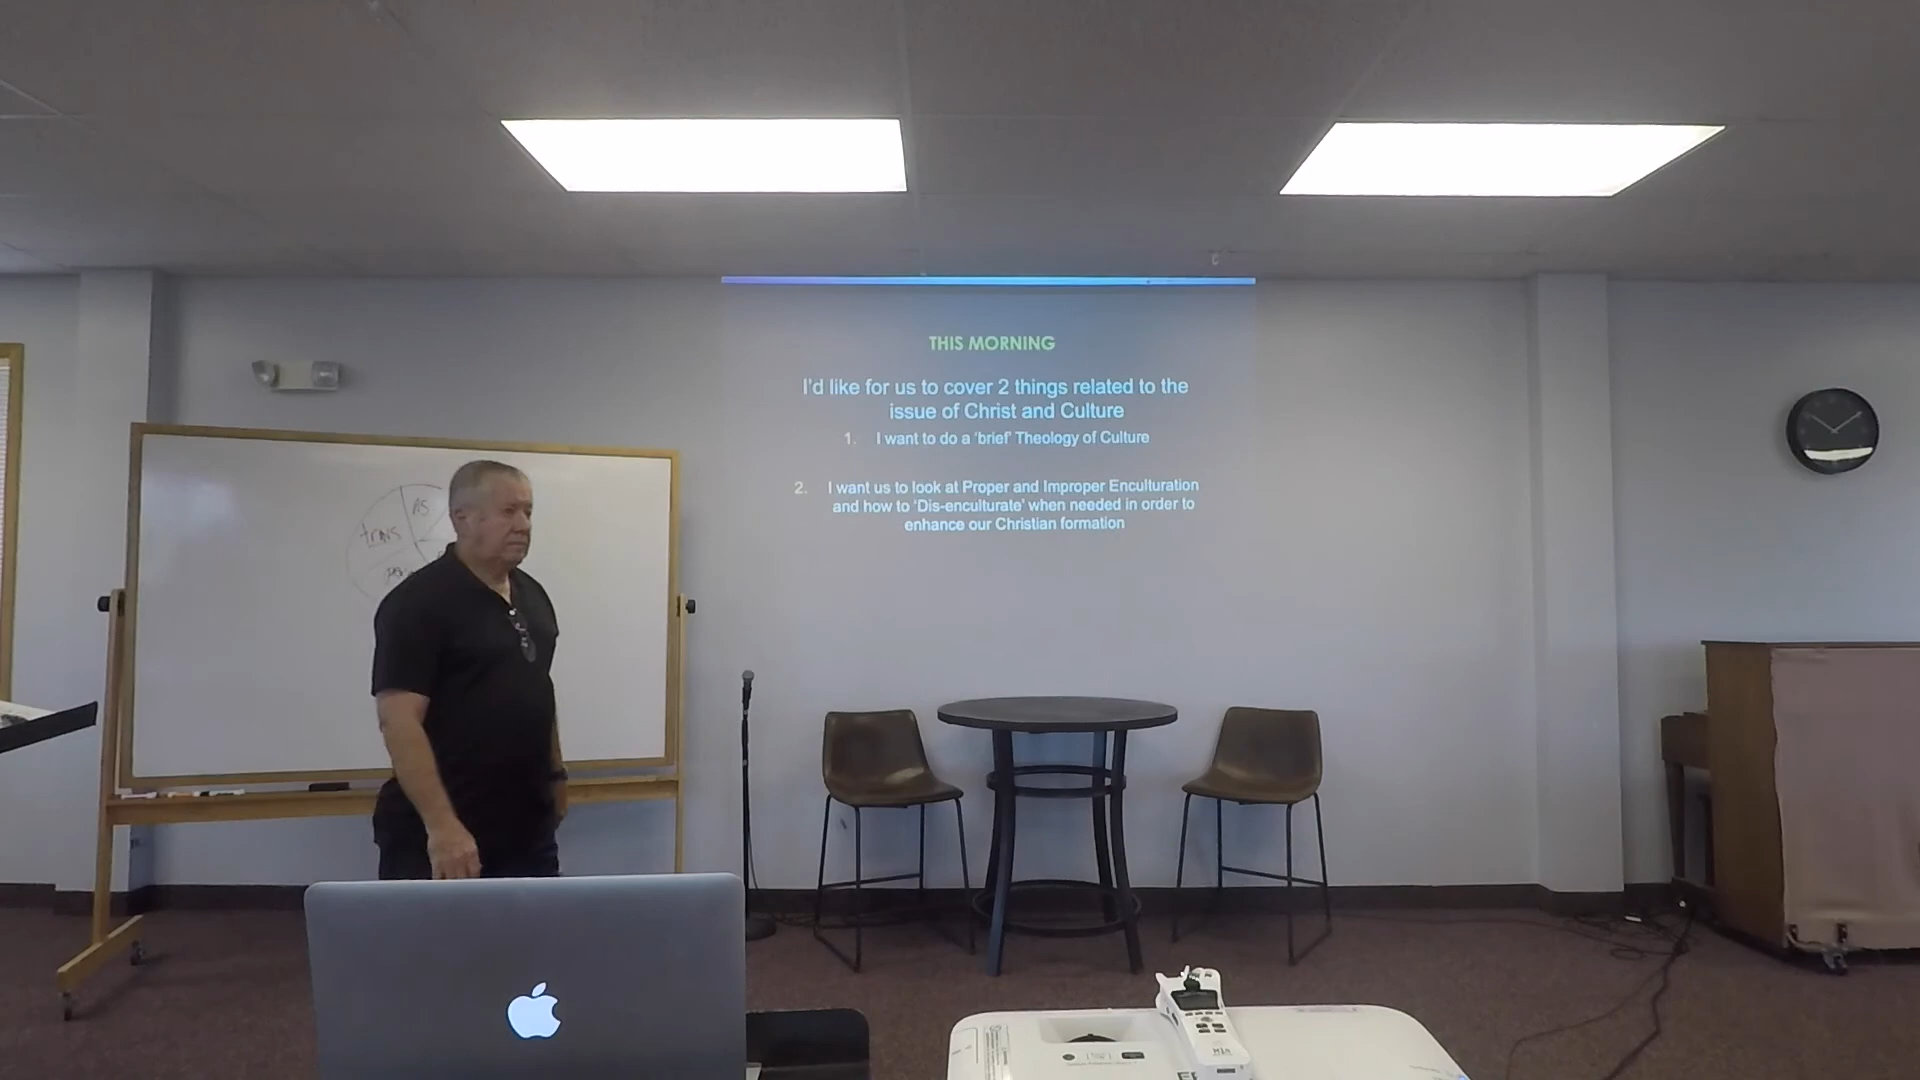 THIS MORNING
I'd like for us to cover 2 things related to the
issue of Christ and Culture
1. I want to do a 'brief' Theology of Culture
2. I want us to look at Proper and Improper Enculturation
and how to 'Dis-enculturate' when needed in order to
enhance our Christian formation
AS
trans